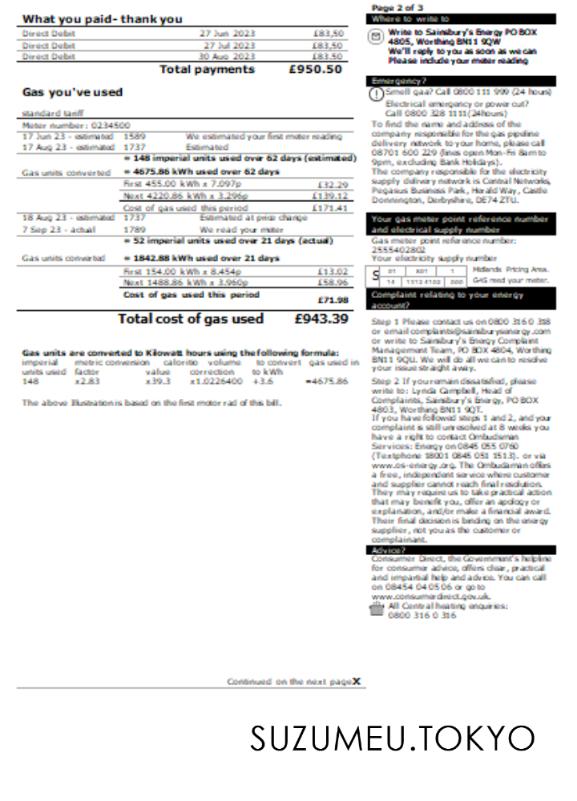 What you paid- thank you
Direct Debit 27 Jun 2023 £83,50
Direct Debit 27 Jul 2023 £83,50
Direct Debit 30 Aug 2023 £83.50
Total payments £950.50
Gas you've used
standard tariff
Meter number: 0234500
17 Jun 23 - estimated 1589 We estimated your first meter reading
17 Aug 23 - estimated 1737 Estimated
= 148 imperial units used over 62 days (estimated)
Gas units converted = 4675.86 kWh used over 62 days
First 455.00 kWh x 7.097p £32.29
Next 4220.86 kWh x 3.296p £139.12
Cost of gas used this period £171.41
18 Aug 23 - estimated 1737 Estimated at price change
7 Sep 23 - actual 1789 We read your meter
= 52 imperial units used over 21 days (actual)
Gas units converted = 1842.88 kWh used over 21 days
First 154.00 kWh x 8.454p £13.02
Next 1488.86 kWh x 3.960p £58.96
Cost of gas used this period £71.98
Total cost of gas used £943.39
Gas units are converted to Kilowatt hours using the following formula:
imperial metric conversion calorific volume to convert gas used in
units used factor value correction to kWh
148 x2.83 x39.3 x1.0226400 ÷3.6 =4675.86
The above Illustration is based on the first motor rad of this bill.
Continued on the next page X
Page 2 of 3
Where to write to
Write to Sainsbury's Energy PO BOX
4805, Worthing BN11 9QW
We'll reply to you as soon as we can
Please include your meter reading
Emergency?
Smell gaa? Call 0800 111 999 (24 hours)
Electrical emergency or power cut?
Call 0800 328 1111(24hours)
To find the name and address of the
company responsible for the gas pipeline
delivery network to your home, please call
08701 600 229 (lines open Mon-Fri 8am to
9pm, excluding Bank Holidays).
The company responsible for the electricity
supply delivery network is Central Networks,
Pegasus Business Park, Herald Way, Castle
Donnington, Derbyshire, DE74 2TU.
Your gas meter point reference number
and electrical supply number
Gas meter point reference number:
2555402802
Your electricity supply number
S 01 801 1 Midlands Pricing Area.
14 GAS read your meter.
Complaint relating to your energy
account?
Step 1 Please contact us on 0800 316 0 318
or email complaints@sainsburysenergy.com
or write to Sainsbury's Energy Complaint
Management Team, PO BOX 4804, Worthing
BN11 9QU. We will do all we can to resolve
your issue straight away.
Step 2 If you remain dissatisfied, please
write to: Lynda Campbell, Head of
Complaints, Sainsbury's Energy, PO BOX
4803, Worthing BN11 9QT.
If you have followed steps 1 and 2, and your
complaint is still unresolved at 8 weeks you
have a right to contact Ombudsman
Services: Energy on 0845 055 0760
(Textphone 18001 0845 051 1513). or via
www.os-energy.org. The Ombudaman offers
a free, independent service where customer
and supplier cannot reach final resolution.
They may require us to take practical action
that may benefit you, offer an apology or
explanation, and/or make a financial award.
Their final decision is binding on the energy
supplier, not you as the customer or
complainant.
Advice?
Consumer Direct, the Government's helpline
for consumer advice, offers clear, practical
and impartial help and advice. You can call
on 08454 04 05 06 or go to
www.consumerdirect.gov.uk.
All Central heating enquiries:
0800 316 0 316
SUZUMEU.TOKYO